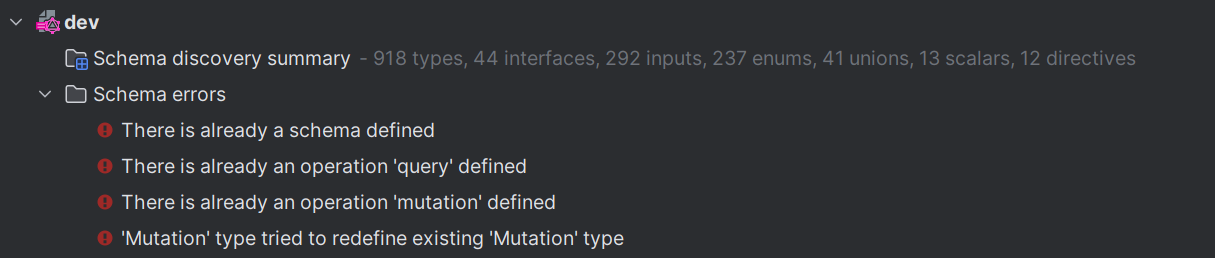 dev
Schema discovery summary - 918 types, 44 interfaces, 292 inputs, 237 enums, 41 unions, 13 scalars, 12 directives
Schema errors
There is already a schema defined
There is already an operation 'query' defined
There is already an operation 'mutation' defined
'Mutation' type tried to redefine existing 'Mutation' type